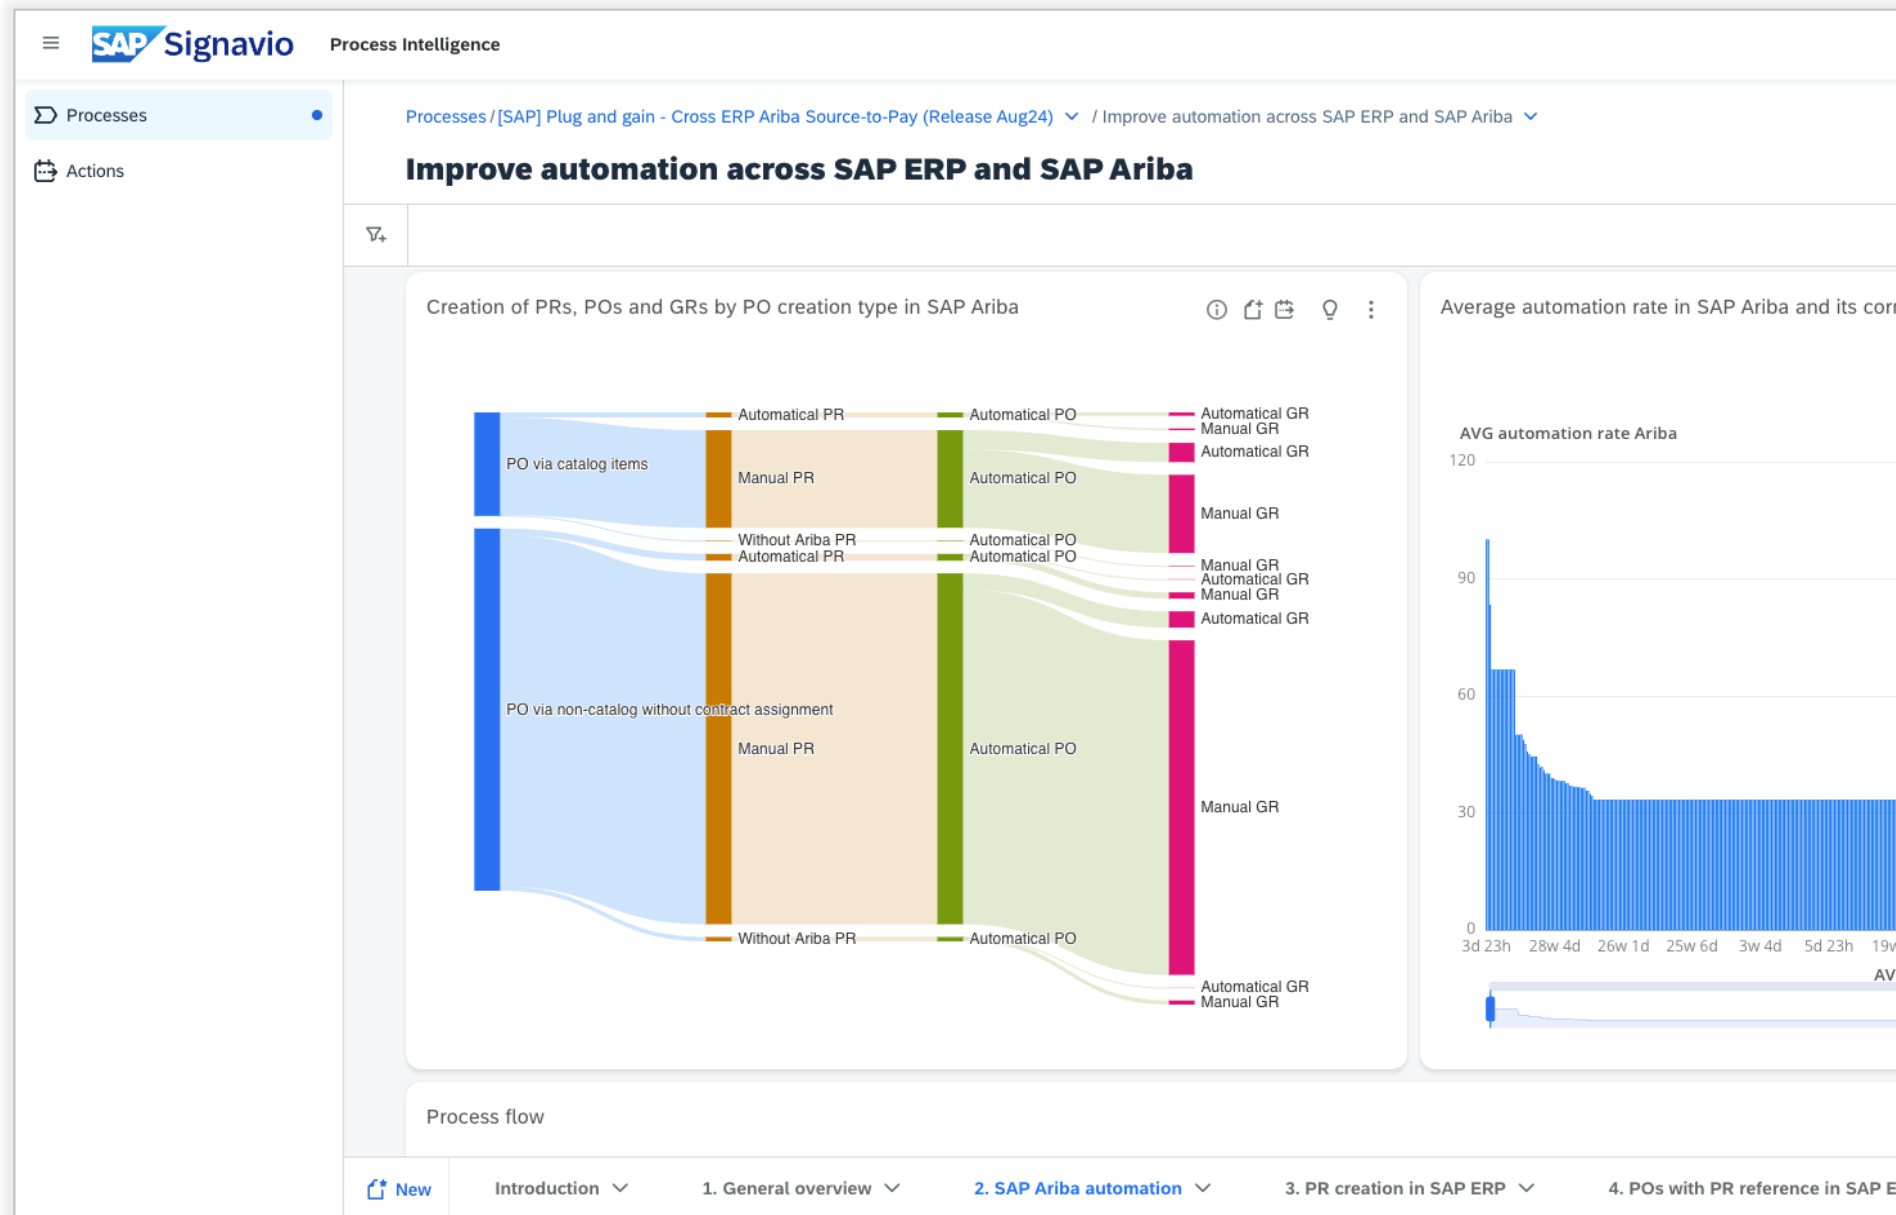 SAP Signavio
Process Intelligence
Processes
Actions
Processes / [SAP] Plug and gain - Cross ERP Ariba Source-to-Pay (Release Aug24) / Improve automation across SAP ERP and SAP Ariba
Improve automation across SAP ERP and SAP Ariba
Creation of PRs, POs and GRs by PO creation type in SAP Ariba
PO via catalog items
PO via non-catalog without contract assignment
Automatical PR
Manual PR
Without Ariba PR
Automatical PR
Manual PR
Without Ariba PR
Automatical PO
Automatical PO
Automatical PO
Automatical PO
Automatical PO
Automatical PO
Automatical GR
Manual GR
Automatical GR
Manual GR
Manual GR
Automatical GR
Manual GR
Automatical GR
Manual GR
Automatical GR
Manual GR
Average automation rate in SAP Ariba and its
AVG automation rate Ariba
120
90
60
30
0
3d 23h 28w 4d 26w 1d 25w 6d 3w 4d 5d 23h
Process flow
New
Introduction
1. General overview
2. SAP Ariba automation
3. PR creation in SAP ERP
4. POs with PR reference in SAP